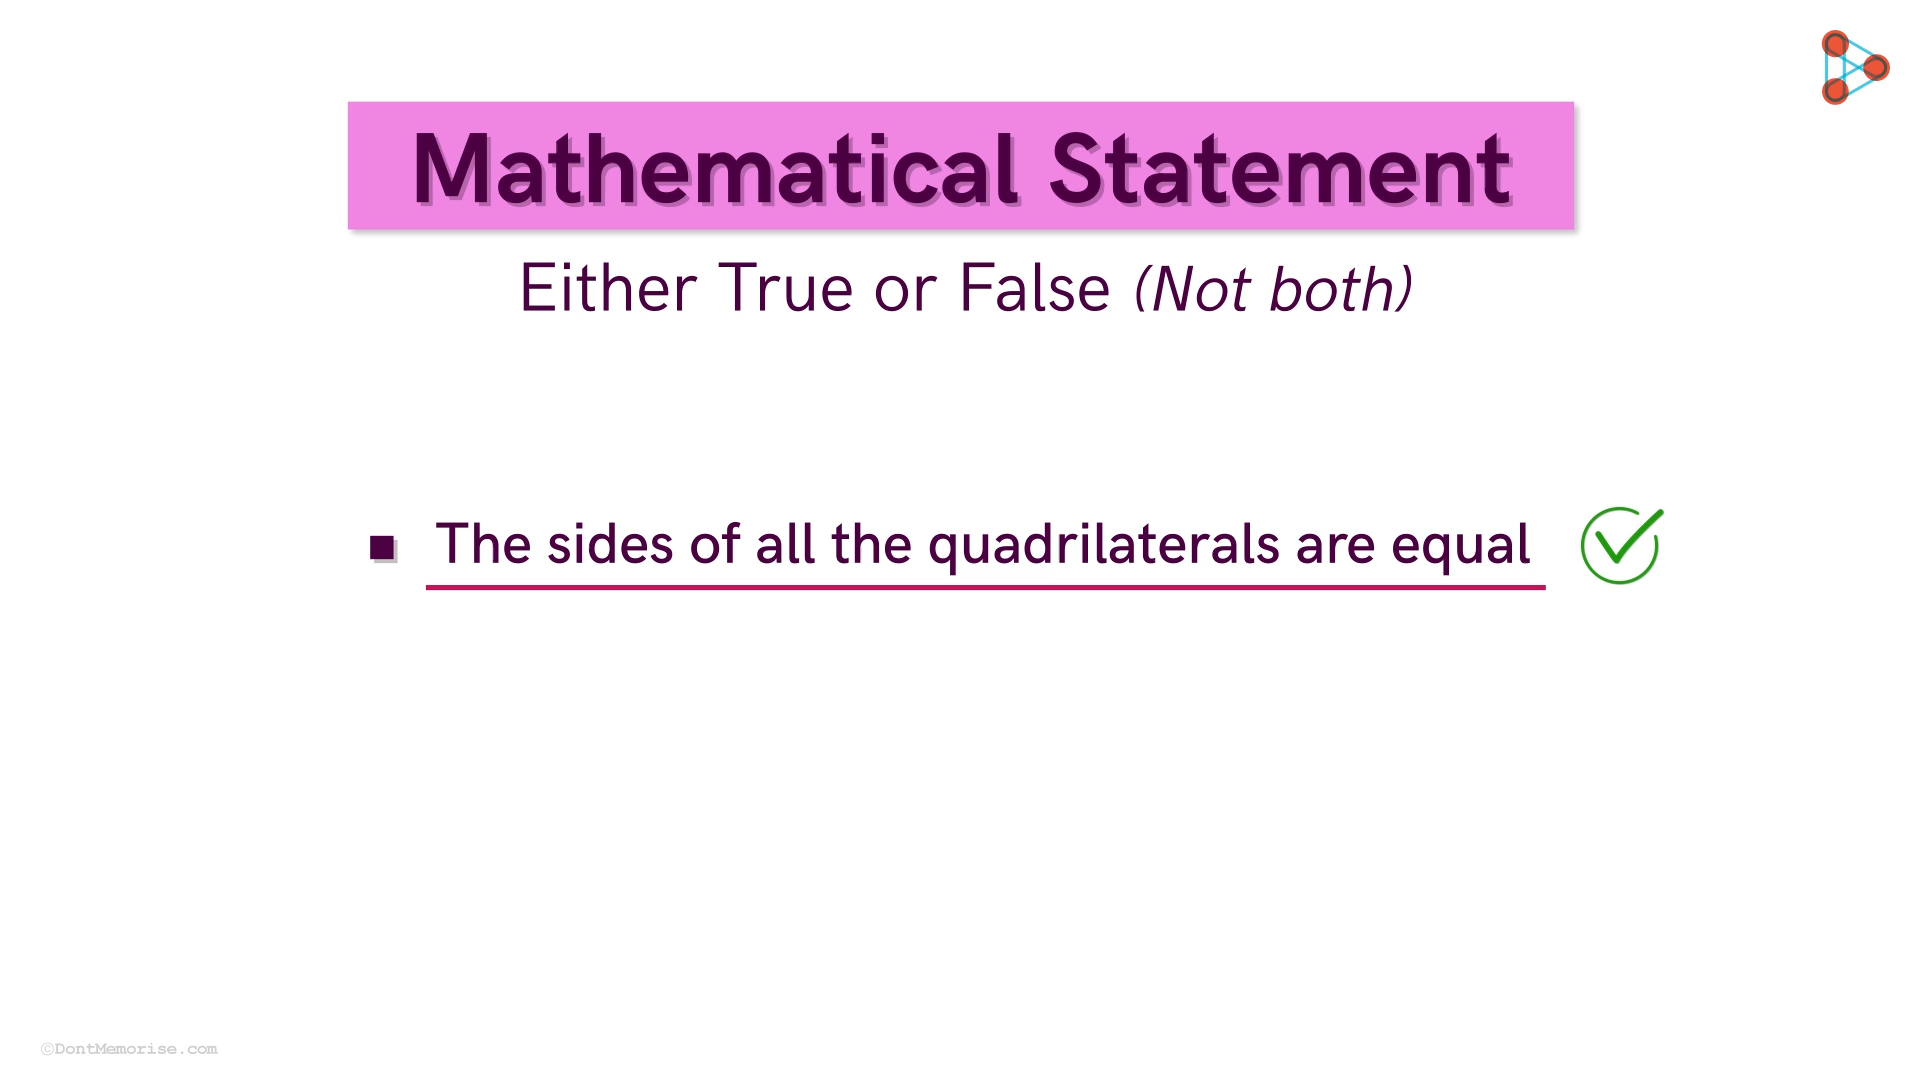 Mathematical Statement
Either True or False (Not both)
■ The sides of all the quadrilaterals are equal
©DontMemorise.com